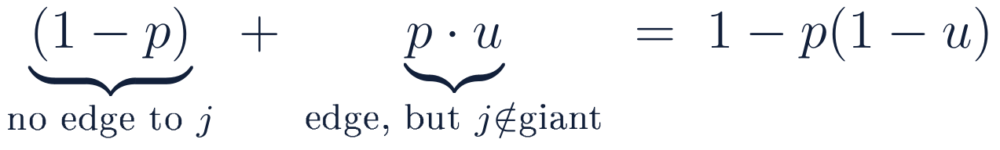 (1 − p) + p · u = 1 − p(1 − u)
no edge to j edge, but j∉giant